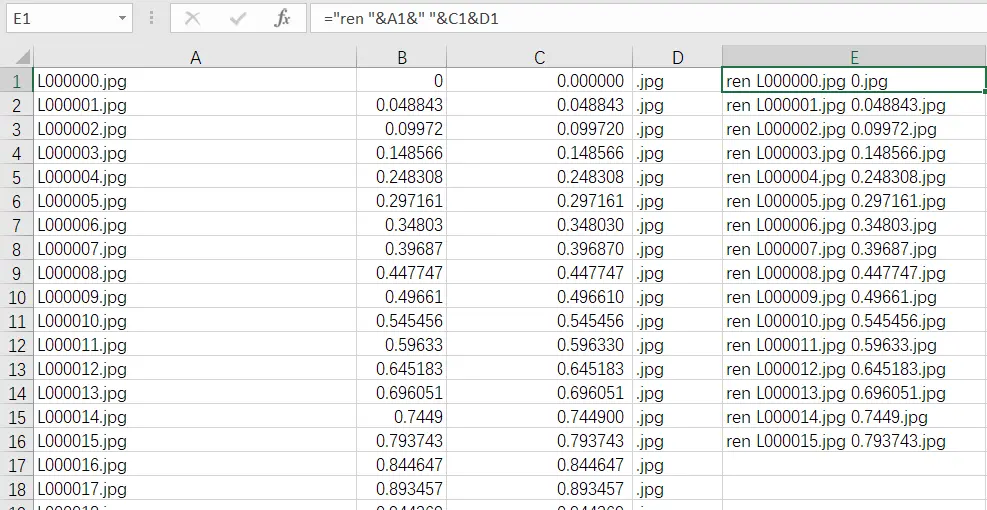 E1 fx ="ren "&A1&" "&C1&D1
A B C D E
1 L000000.jpg 0 0.000000 .jpg ren L000000.jpg 0.jpg
2 L000001.jpg 0.048843 0.048843 .jpg ren L000001.jpg 0.048843.jpg
3 L000002.jpg 0.09972 0.099720 .jpg ren L000002.jpg 0.09972.jpg
4 L000003.jpg 0.148566 0.148566 .jpg ren L000003.jpg 0.148566.jpg
5 L000004.jpg 0.248308 0.248308 .jpg ren L000004.jpg 0.248308.jpg
6 L000005.jpg 0.297161 0.297161 .jpg ren L000005.jpg 0.297161.jpg
7 L000006.jpg 0.34803 0.348030 .jpg ren L000006.jpg 0.34803.jpg
8 L000007.jpg 0.39687 0.396870 .jpg ren L000007.jpg 0.39687.jpg
9 L000008.jpg 0.447747 0.447747 .jpg ren L000008.jpg 0.447747.jpg
10 L000009.jpg 0.49661 0.496610 .jpg ren L000009.jpg 0.49661.jpg
11 L000010.jpg 0.545456 0.545456 .jpg ren L000010.jpg 0.545456.jpg
12 L000011.jpg 0.59633 0.596330 .jpg ren L000011.jpg 0.59633.jpg
13 L000012.jpg 0.645183 0.645183 .jpg ren L000012.jpg 0.645183.jpg
14 L000013.jpg 0.696051 0.696051 .jpg ren L000013.jpg 0.696051.jpg
15 L000014.jpg 0.7449 0.744900 .jpg ren L000014.jpg 0.7449.jpg
16 L000015.jpg 0.793743 0.793743 .jpg ren L000015.jpg 0.793743.jpg
17 L000016.jpg 0.844647 0.844647 .jpg
18 L000017.jpg 0.893457 0.893457 .jpg